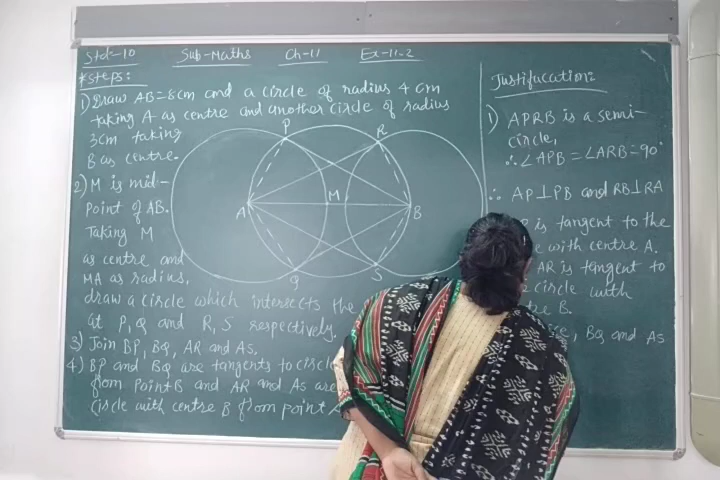 Std-10 Sub-Maths Ch-11 Ex-11.2
*steps:
1) Draw AB=8cm and a circle of radius 4 cm
taking A as centre and another circle of radius
3cm taking
B as centre.
2) M is mid-
Point of AB.
Taking M
as centre and
MA as radius,
draw a circle which intersects the
at P, Q and R, S respectively.
3) Join BP, BQ, AR and AS.
4) BP and BQ are tangents to circle
from Point B and AR and AS are
circle with centre B from point
P R
A M B
Q S
Justifucation:
1) APRB is a semi-
circle,
∴ ∠APB = ∠ARB = 90°
∴ AP⊥PB and RB⊥RA
is tangent to the
with centre A.
AR is tangent to
circle with
B.
, BQ and AS